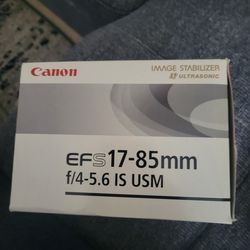 Canon
IMAGE STABILIZER
ULTRASONIC
EFS17-85mm
f/4-5.6 IS USM